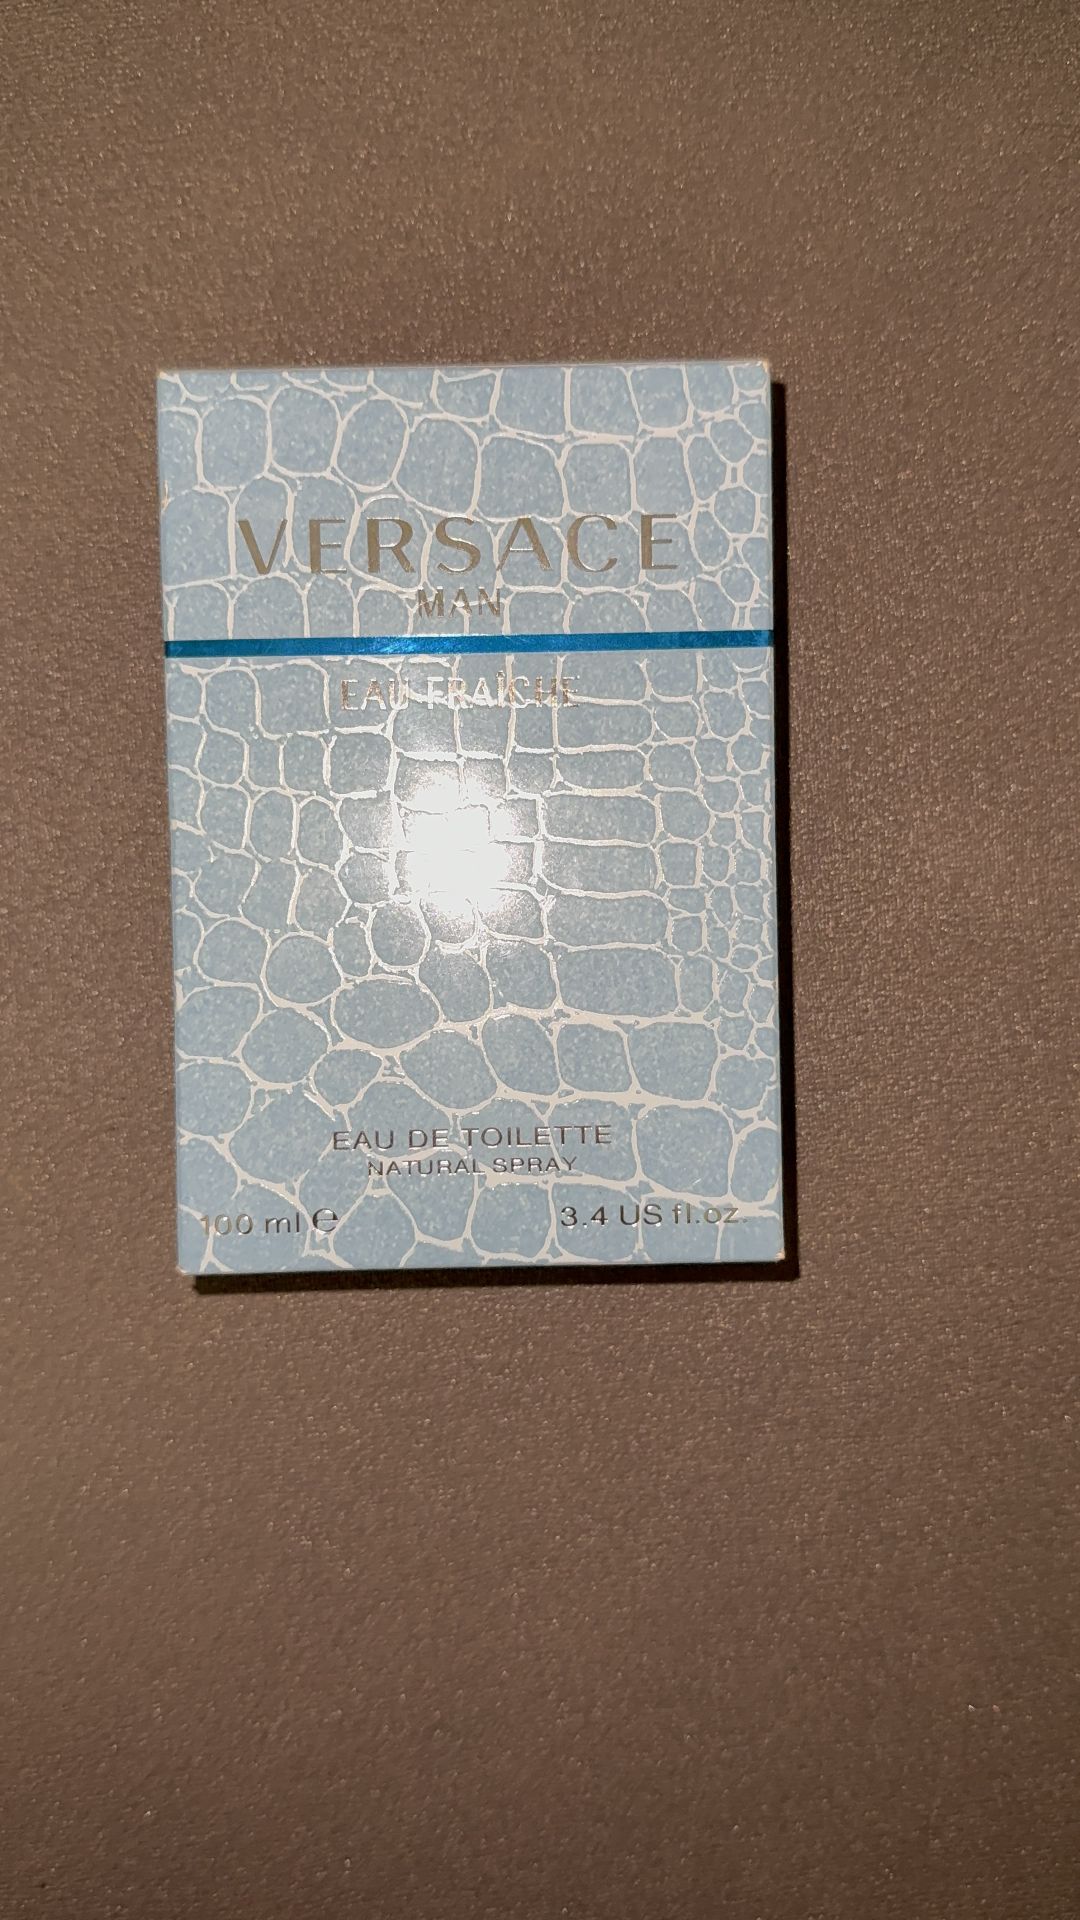 VERSACE
MAN
EAU FRAÎCHE
EAU DE TOILETTE
NATURAL SPRAY
100 ml ℮ 3.4 US fl.oz.